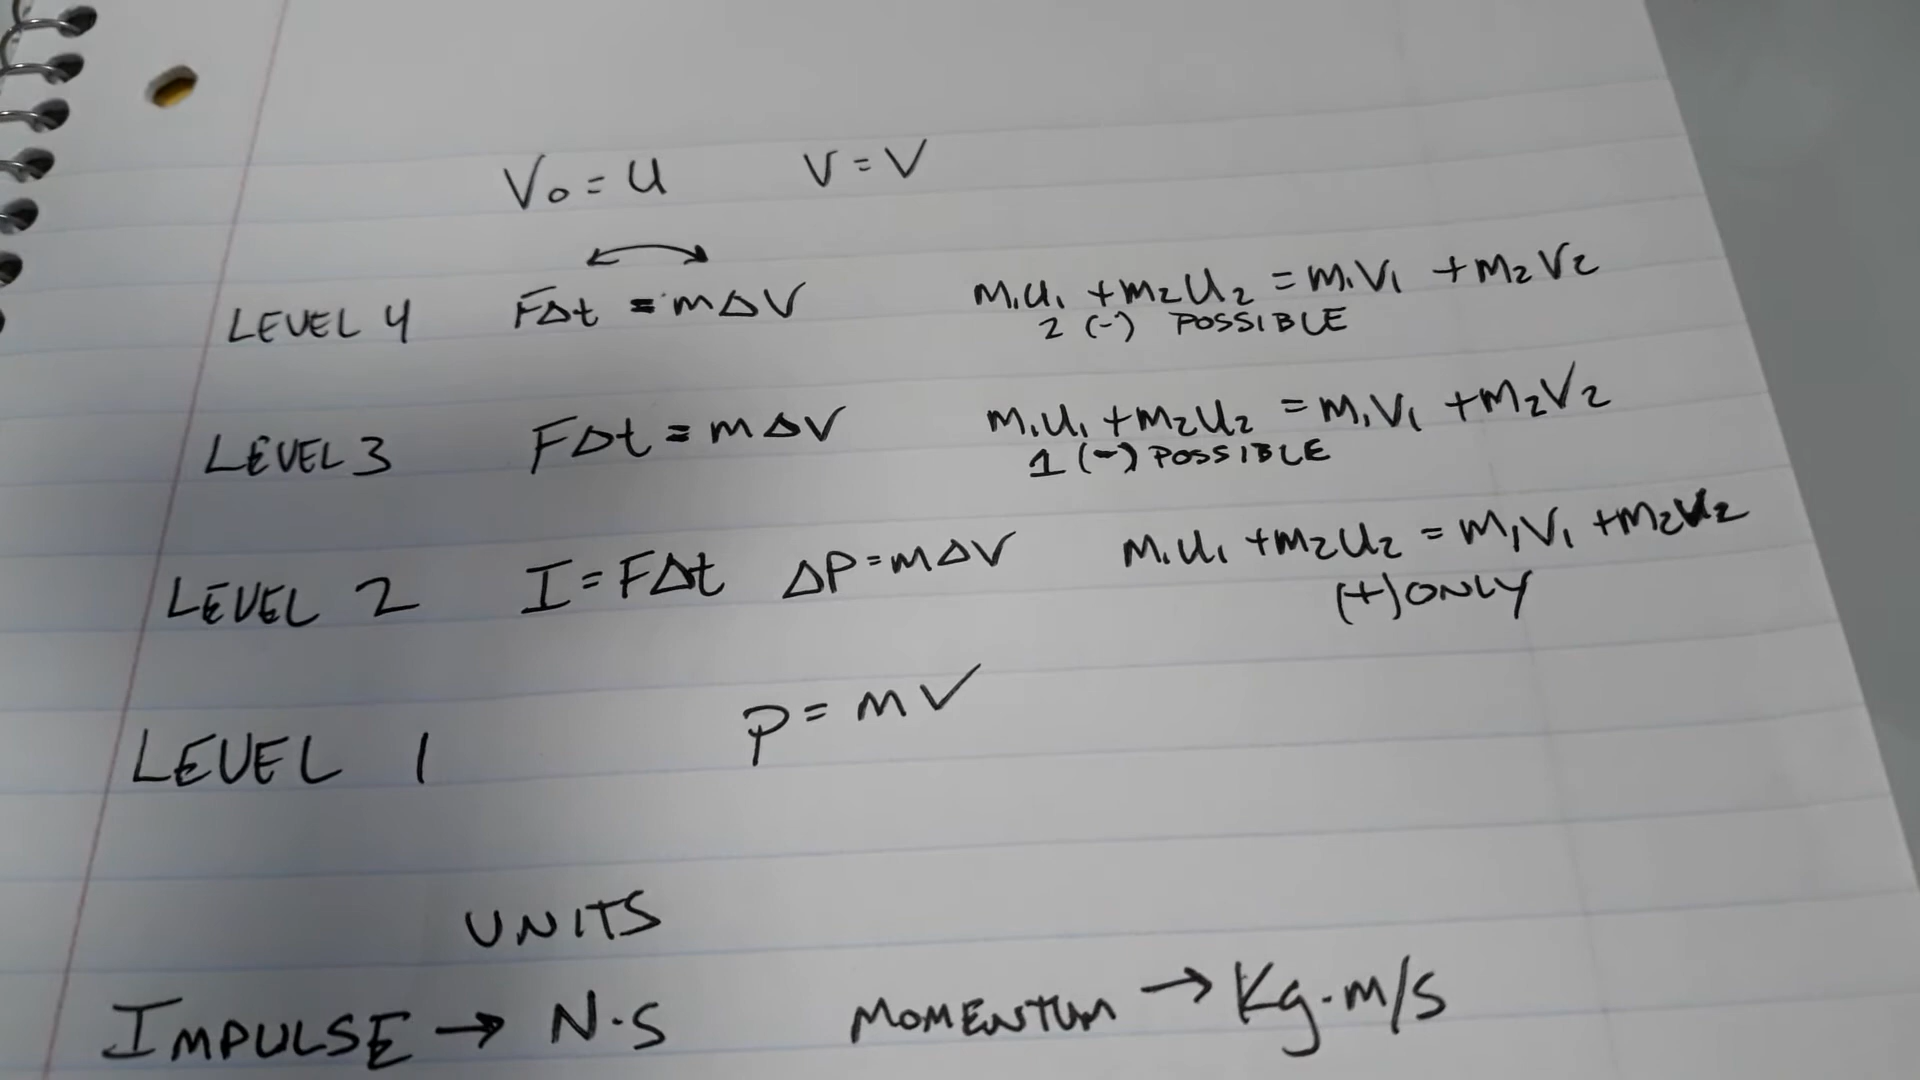 V₀ = u V = V
LEVEL 4 FΔt = mΔV m₁u₁ + m₂u₂ = m₁V₁ + m₂V₂
2 (-) POSSIBLE
LEVEL 3 FΔt = mΔV m₁u₁ + m₂u₂ = m₁V₁ + m₂V₂
1 (-) POSSIBLE
LEVEL 2 I = FΔt ΔP = mΔV m₁u₁ + m₂u₂ = m₁V₁ + m₂V₂
(+) ONLY
LEVEL 1 P = mV
UNITS
IMPULSE → N·S MOMENTUM → Kg·m/s